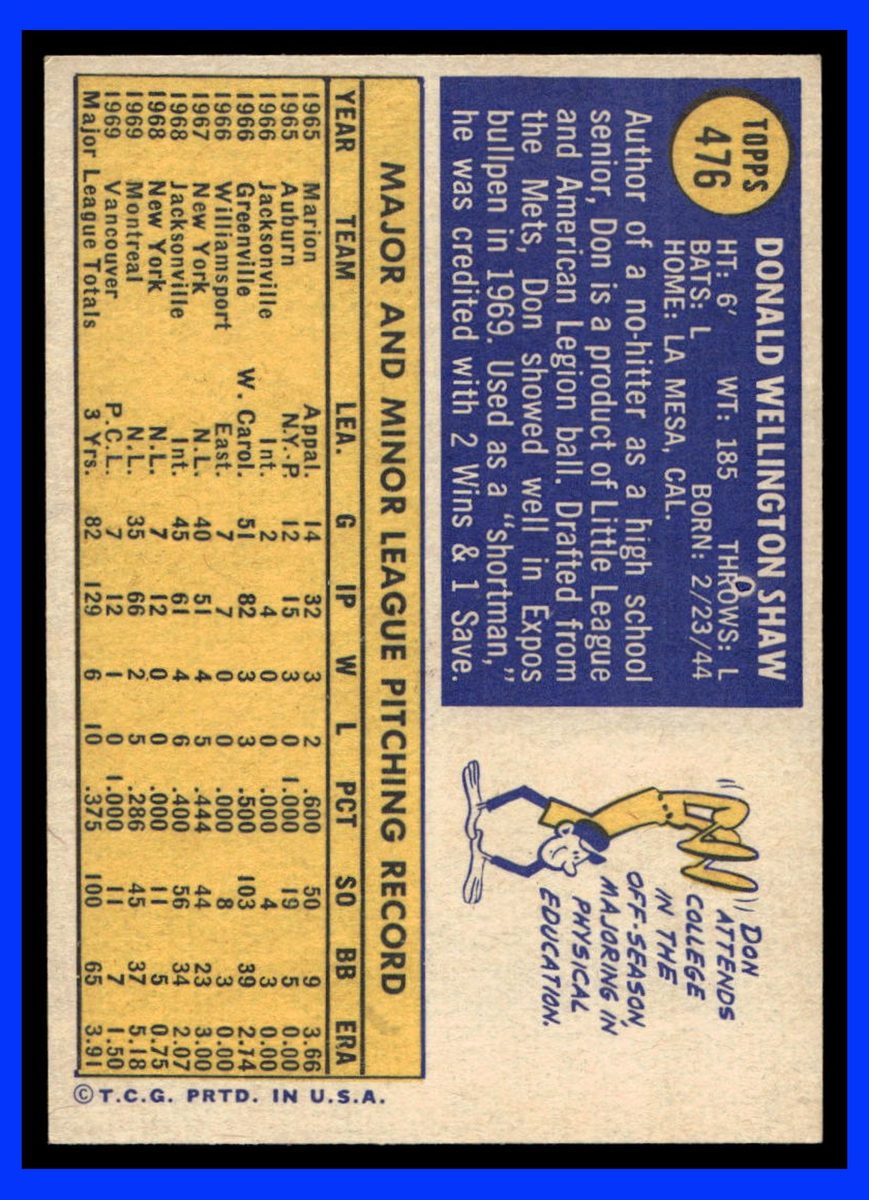 TOPPS
476
DONALD WELLINGTON SHAW
HT: 6' WT: 185 THROWS: L
BATS: L BORN: 2/23/44
HOME: LA MESA, CAL.
Author of a no-hitter as a high school
senior, Don is a product of Little League
and American Legion ball. Drafted from
the Mets, Don showed well in Expos
bullpen in 1969. Used as a "shortman,"
he was credited with 2 Wins & 1 Save.
DON
ATTENDS
COLLEGE
IN THE
OFF-SEASON,
MAJORING IN
PHYSICAL
EDUCATION.
MAJOR AND MINOR LEAGUE PITCHING RECORD
YEAR TEAM LEA. G IP W L PCT SO BB ERA
1965 Marion Appal. 14 32 3 2 .600 50 9 3.66
1965 Auburn N.Y.-P. 12 15 3 0 1.000 19 5 0.00
1966 Jacksonville Int. 2 4 0 0 .000 4 3 0.00
1966 Greenville W. Carol. 51 82 3 3 .500 103 39 2.74
1966 Williamsport East. 7 7 0 0 .000 8 3 0.00
1967 New York N.L. 40 51 4 5 .444 44 23 3.00
1968 Jacksonville Int. 45 61 4 6 .400 56 34 2.07
1968 New York N.L. 7 12 0 0 .000 11 5 0.75
1969 Montreal N.L. 35 66 2 5 .286 45 37 5.18
1969 Vancouver P.C.L. 7 12 1 0 1.000 11 7 1.50
Major League Totals 3 Yrs. 82 129 6 10 .375 100 65 3.91
©T.C.G. PRTD. IN U.S.A.